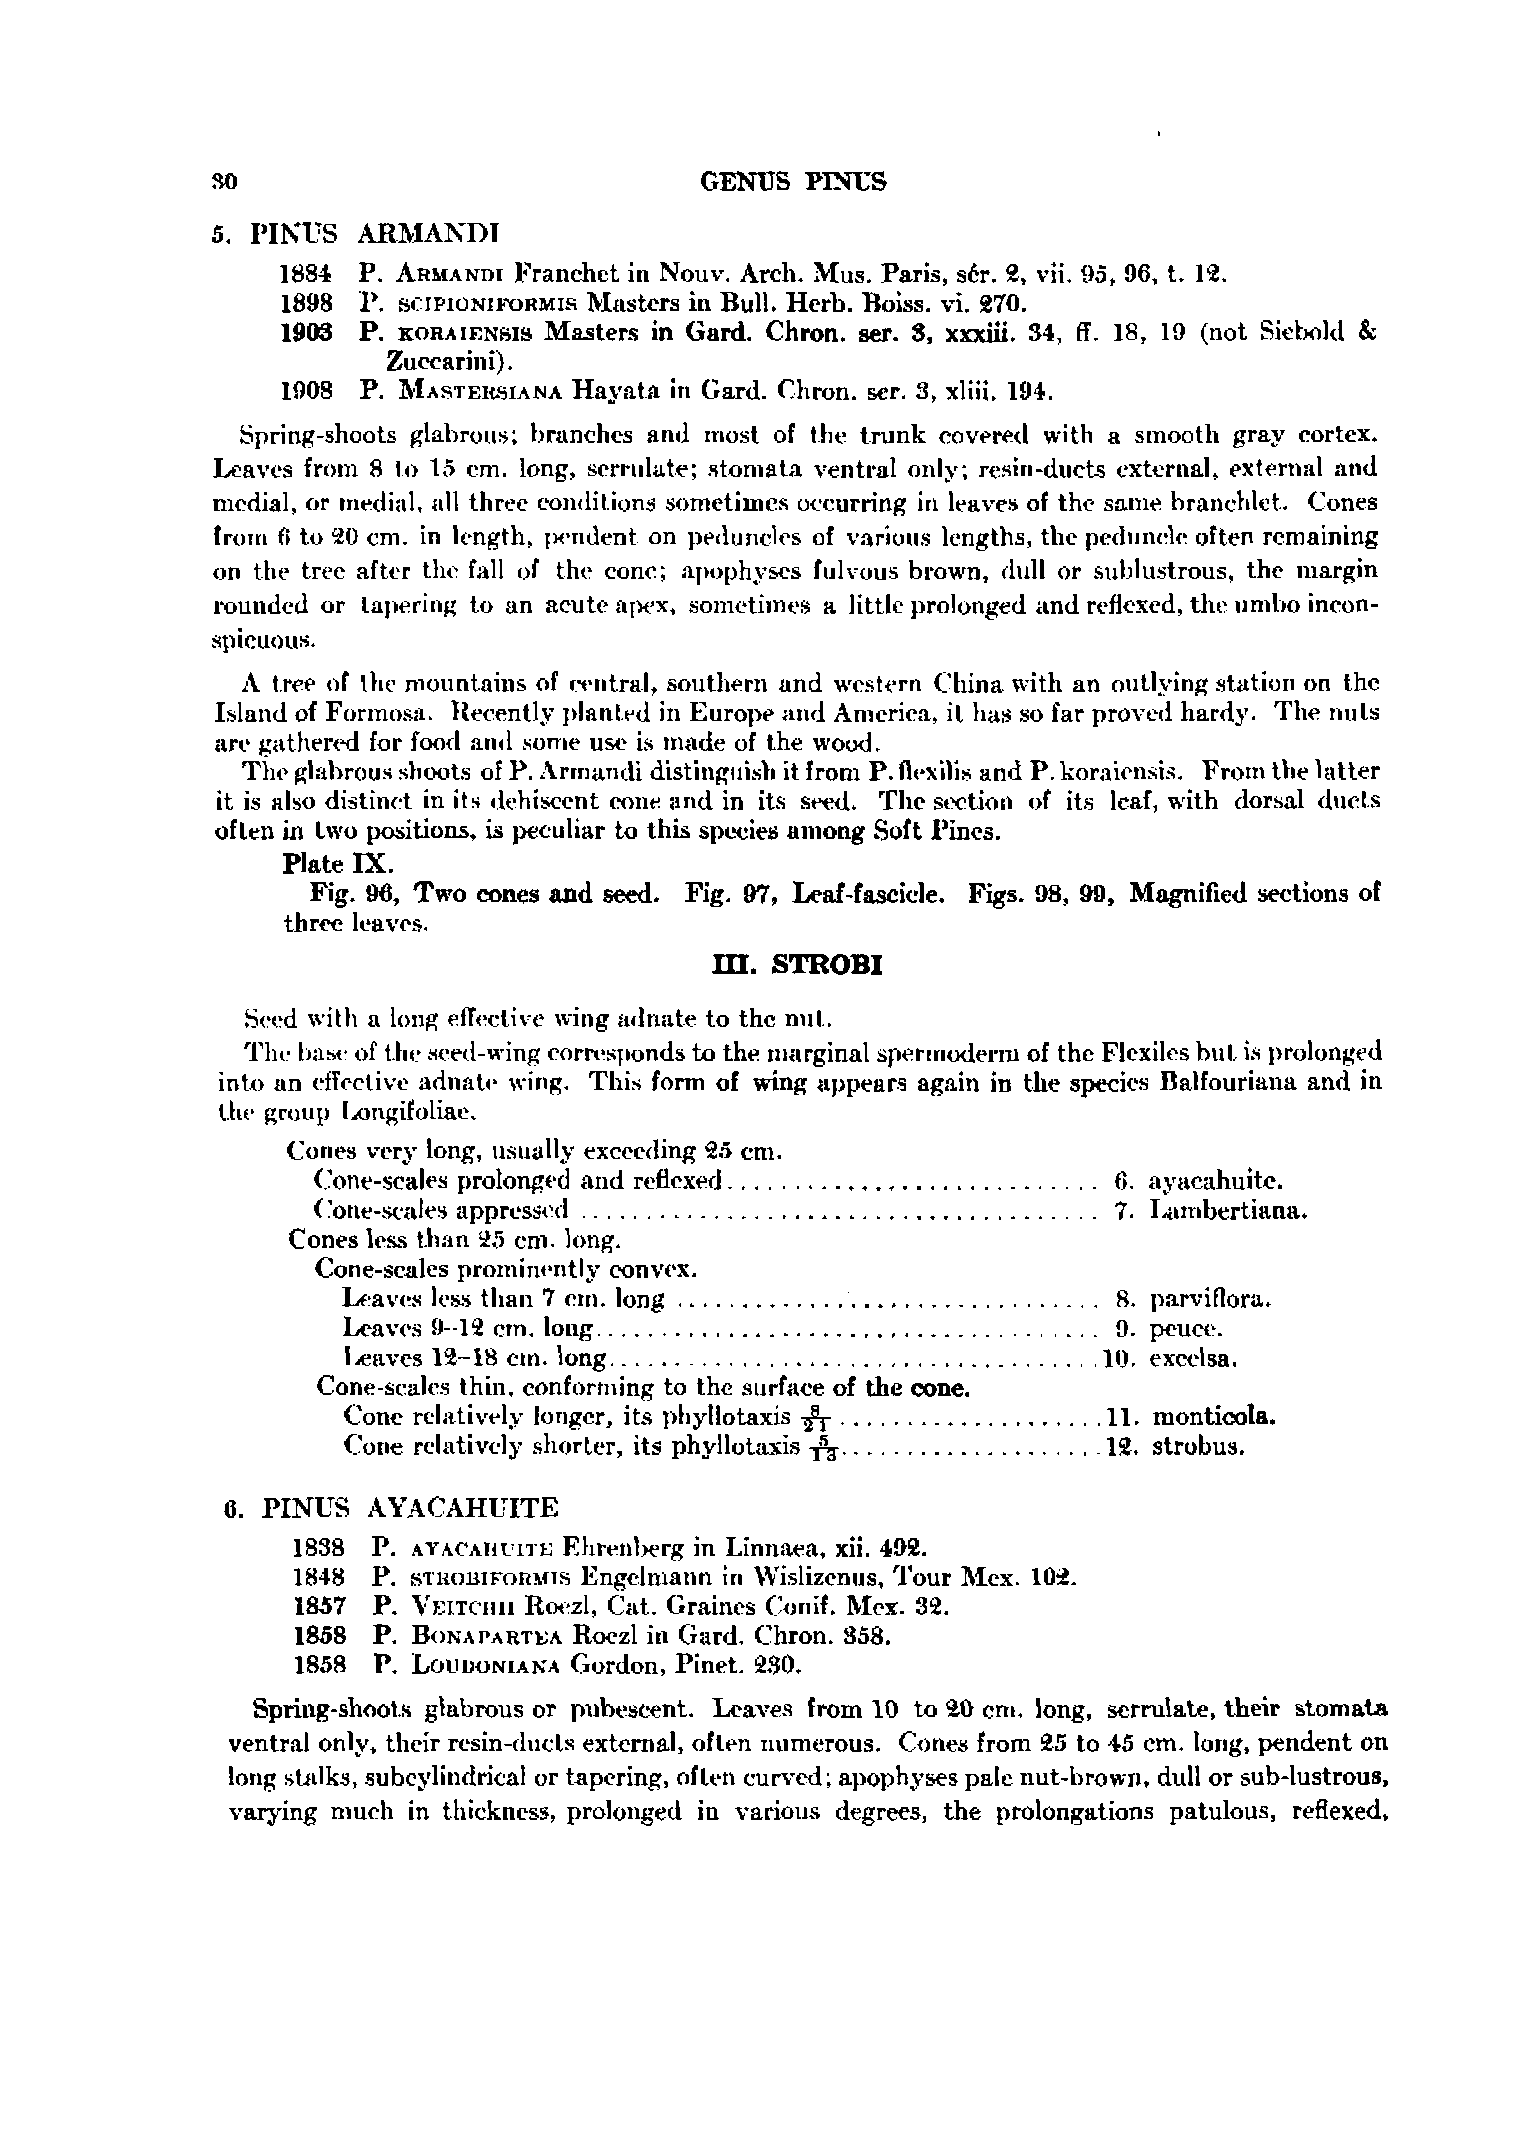 30 GENUS PINUS
5. PINUS ARMANDI
1884 P. Armandi Franchet in Nouv. Arch. Mus. Paris, sér. 2, vii. 95, 96, t. 12.
1898 P. scipioniformis Masters in Bull. Herb. Boiss. vi. 270.
1903 P. koraiensis Masters in Gard. Chron. ser. 3, xxxiii. 34, ff. 18, 19 (not Siebold &
Zuccarini).
1908 P. Mastersiana Hayata in Gard. Chron. ser. 3, xliii. 194.
Spring-shoots glabrous; branches and most of the trunk covered with a smooth gray cortex.
Leaves from 8 to 15 cm. long, serrulate; stomata ventral only; resin-ducts external, external and
medial, or medial, all three conditions sometimes occurring in leaves of the same branchlet. Cones
from 6 to 20 cm. in length, pendent on peduncles of various lengths, the peduncle often remaining
on the tree after the fall of the cone; apophyses fulvous brown, dull or sublustrous, the margin
rounded or tapering to an acute apex, sometimes a little prolonged and reflexed, the umbo incon-
spicuous.
A tree of the mountains of central, southern and western China with an outlying station on the
Island of Formosa. Recently planted in Europe and America, it has so far proved hardy. The nuts
are gathered for food and some use is made of the wood.
The glabrous shoots of P. Armandi distinguish it from P. flexilis and P. koraiensis. From the latter
it is also distinct in its dehiscent cone and in its seed. The section of its leaf, with dorsal ducts
often in two positions, is peculiar to this species among Soft Pines.
Plate IX.
Fig. 96, Two cones and seed. Fig. 97, Leaf-fascicle. Figs. 98, 99, Magnified sections of
three leaves.
III. STROBI
Seed with a long effective wing adnate to the nut.
The base of the seed-wing corresponds to the marginal spermoderm of the Flexiles but is prolonged
into an effective adnate wing. This form of wing appears again in the species Balfouriana and in
the group Longifoliae.
Cones very long, usually exceeding 25 cm.
Cone-scales prolonged and reflexed............................ 6. ayacahuite.
Cone-scales appressed ....................................... 7. Lambertiana.
Cones less than 25 cm. long.
Cone-scales prominently convex.
Leaves less than 7 cm. long ................................ 8. parviflora.
Leaves 9–12 cm. long...................................... 9. peuce.
Leaves 12–18 cm. long.....................................10. excelsa.
Cone-scales thin, conforming to the surface of the cone.
Cone relatively longer, its phyllotaxis 8/21 ....................11. monticola.
Cone relatively shorter, its phyllotaxis 5/13....................12. strobus.
6. PINUS AYACAHUITE
1838 P. ayacahuite Ehrenberg in Linnaea, xii. 492.
1848 P. strobiformis Engelmann in Wislizenus, Tour Mex. 102.
1857 P. Veitchii Roezl, Cat. Graines Conif. Mex. 32.
1858 P. Bonapartea Roezl in Gard. Chron. 358.
1858 P. Loudoniana Gordon, Pinet. 230.
Spring-shoots glabrous or pubescent. Leaves from 10 to 20 cm. long, serrulate, their stomata
ventral only, their resin-ducts external, often numerous. Cones from 25 to 45 cm. long, pendent on
long stalks, subcylindrical or tapering, often curved; apophyses pale nut-brown, dull or sub-lustrous,
varying much in thickness, prolonged in various degrees, the prolongations patulous, reflexed,